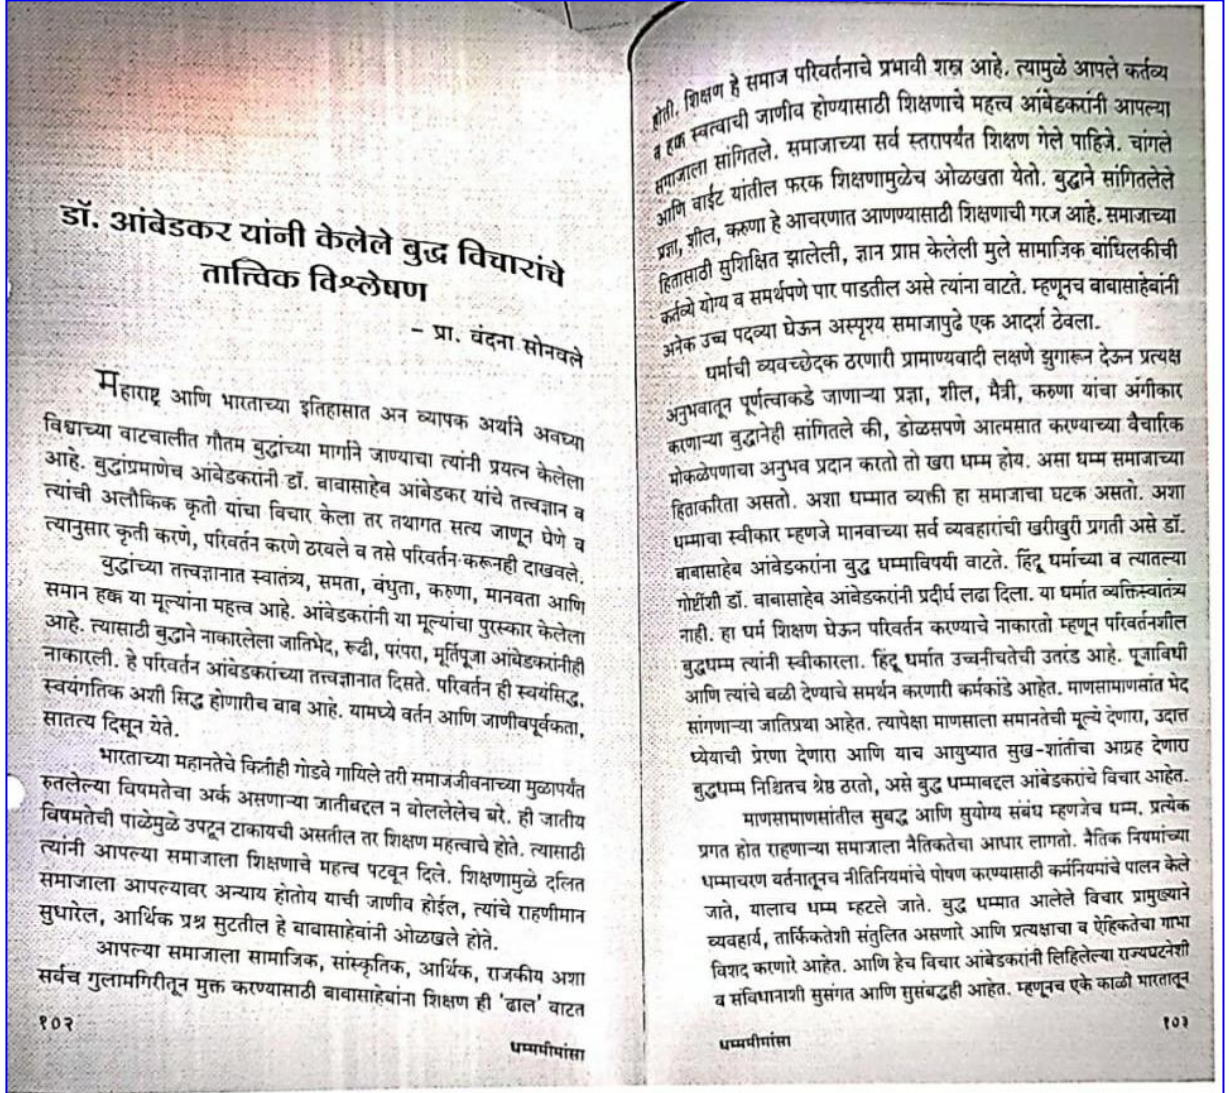 डॉ. आंबेडकर यांनी केलेले बुद्ध विचारांचे
तात्त्विक विश्लेषण
– प्रा. वंदना सोनवले
महाराष्ट्र आणि भारताच्या इतिहासात अन व्यापक अर्थाने अवघ्या
विश्वाच्या वाटचालीत गौतम बुद्धांच्या मार्गाने जाण्याचा त्यांनी प्रयत्न केलेला
आहे. बुद्धांप्रमाणेच आंबेडकरांनी डॉ. बाबासाहेब आंबेडकर यांचे तत्त्वज्ञान व
त्यांची अलौकिक कृती यांचा विचार केला तर तथागत सत्य जाणून घेणे व
त्यानुसार कृती करणे, परिवर्तन करणे ठरवले व तसे परिवर्तन करूनही दाखवले.
बुद्धांच्या तत्त्वज्ञानात स्वातंत्र्य, समता, बंधुता, करुणा, मानवता आणि
समान हक्क या मूल्यांना महत्त्व आहे. आंबेडकरांनी या मूल्यांचा पुरस्कार केलेला
आहे. त्यासाठी बुद्धाने नाकारलेला जातिभेद, रूढी, परंपरा, मूर्तिपूजा आंबेडकरांनीही
नाकारली. हे परिवर्तन आंबेडकरांच्या तत्त्वज्ञानात दिसते. परिवर्तन ही स्वयंसिद्ध,
स्वयंगतिक अशी सिद्ध होणारीच बाब आहे. यामध्ये वर्तन आणि जाणीवपूर्वकता,
सातत्य दिसून येते.
भारताच्या महानतेचे कितीही गोडवे गायिले तरी समाजजीवनाच्या मुळापर्यंत
रुतलेल्या विषमतेचा अर्क असणाऱ्या जातीबद्दल न बोललेलेच बरे. ही जातीय
विषमतेची पाळेमुळे उपटून टाकायची असतील तर शिक्षण महत्त्वाचे होते. त्यासाठी
त्यांनी आपल्या समाजाला शिक्षणाचे महत्त्व पटवून दिले. शिक्षणामुळे दलित
समाजाला आपल्यावर अन्याय होतोय याची जाणीव होईल, त्यांचे राहणीमान
सुधारेल, आर्थिक प्रश्न सुटतील हे बाबासाहेबांनी ओळखले होते.
आपल्या समाजाला सामाजिक, सांस्कृतिक, आर्थिक, राजकीय अशा
सर्वच गुलामगिरीतून मुक्त करण्यासाठी बाबासाहेबांना शिक्षण ही 'ढाल' वाटत
१०२
धम्ममीमांसा
होती. शिक्षण हे समाज परिवर्तनाचे प्रभावी शस्त्र आहे. त्यामुळे आपले कर्तव्य
व हक्क स्वत्वाची जाणीव होण्यासाठी शिक्षणाचे महत्त्व आंबेडकरांनी आपल्या
समाजाला सांगितले. समाजाच्या सर्व स्तरापर्यंत शिक्षण गेले पाहिजे. चांगले
आणि वाईट यांतील फरक शिक्षणामुळेच ओळखता येतो. बुद्धाने सांगितलेले
प्रज्ञा, शील, करुणा हे आचरणात आणण्यासाठी शिक्षणाची गरज आहे. समाजाच्या
हितासाठी सुशिक्षित झालेली, ज्ञान प्राप्त केलेली मुले सामाजिक बांधिलकीची
कर्तव्ये योग्य व समर्थपणे पार पाडतील असे त्यांना वाटते. म्हणूनच बाबासाहेबांनी
अनेक उच्च पदव्या घेऊन अस्पृश्य समाजापुढे एक आदर्श ठेवला.
धर्माची व्यवच्छेदक ठरणारी प्रामाण्यवादी लक्षणे झुगारून देऊन प्रत्यक्ष
अनुभवातून पूर्णत्वाकडे जाणाऱ्या प्रज्ञा, शील, मैत्री, करुणा यांचा अंगीकार
करणाऱ्या बुद्धानेही सांगितले की, डोळसपणे आत्मसात करण्याच्या वैचारिक
मोकळेपणाचा अनुभव प्रदान करतो तो खरा धम्म होय. असा धम्म समाजाच्या
हिताकरिता असतो. अशा धम्मात व्यक्ती हा समाजाचा घटक असतो. अशा
धम्माचा स्वीकार म्हणजे मानवाच्या सर्व व्यवहारांची खरीखुरी प्रगती असे डॉ.
बाबासाहेब आंबेडकरांना बुद्ध धम्माविषयी वाटते. हिंदू धर्माच्या व त्यातल्या
गोष्टींशी डॉ. बाबासाहेब आंबेडकरांनी प्रदीर्घ लढा दिला. या धर्मात व्यक्तिस्वातंत्र्य
नाही. हा धर्म शिक्षण घेऊन परिवर्तन करण्याचे नाकारतो म्हणून परिवर्तनशील
बुद्धधम्म त्यांनी स्वीकारला. हिंदू धर्मात उच्चनीचतेची उतरंड आहे. पूजाविधी
आणि त्यांचे बळी देण्याचे समर्थन करणारी कर्मकांडे आहेत. माणसामाणसांत भेद
सांगणाऱ्या जातिप्रथा आहेत. त्यापेक्षा माणसाला समानतेची मूल्ये देणारा, उदात्त
ध्येयाची प्रेरणा देणारा आणि याच आयुष्यात सुख-शांतीचा आग्रह देणारा
बुद्धधम्म निश्चितच श्रेष्ठ ठरतो, असे बुद्ध धम्माबद्दल आंबेडकरांचे विचार आहेत.
माणसामाणसांतील सुबद्ध आणि सुयोग्य संबंध म्हणजेच धम्म. प्रत्येक
प्रगत होत राहणाऱ्या समाजाला नैतिकतेचा आधार लागतो. नैतिक नियमांच्या
धम्माचरण वर्तनातूनच नीतिनियमांचे पोषण करण्यासाठी कर्मनियमांचे पालन केले
जाते, यालाच धम्म म्हटले जाते. बुद्ध धम्मात आलेले विचार प्रामुख्याने
व्यवहार्य, तार्किकतेशी संतुलित असणारे आणि प्रत्यक्षाचा व ऐहिकतेचा गाभा
विशद करणारे आहेत. आणि हेच विचार आंबेडकरांनी लिहिलेल्या राज्यघटनेशी
व संविधानाशी सुसंगत आणि सुसंबद्धही आहेत. म्हणूनच एके काळी भारतातून
धम्ममीमांसा
१०३